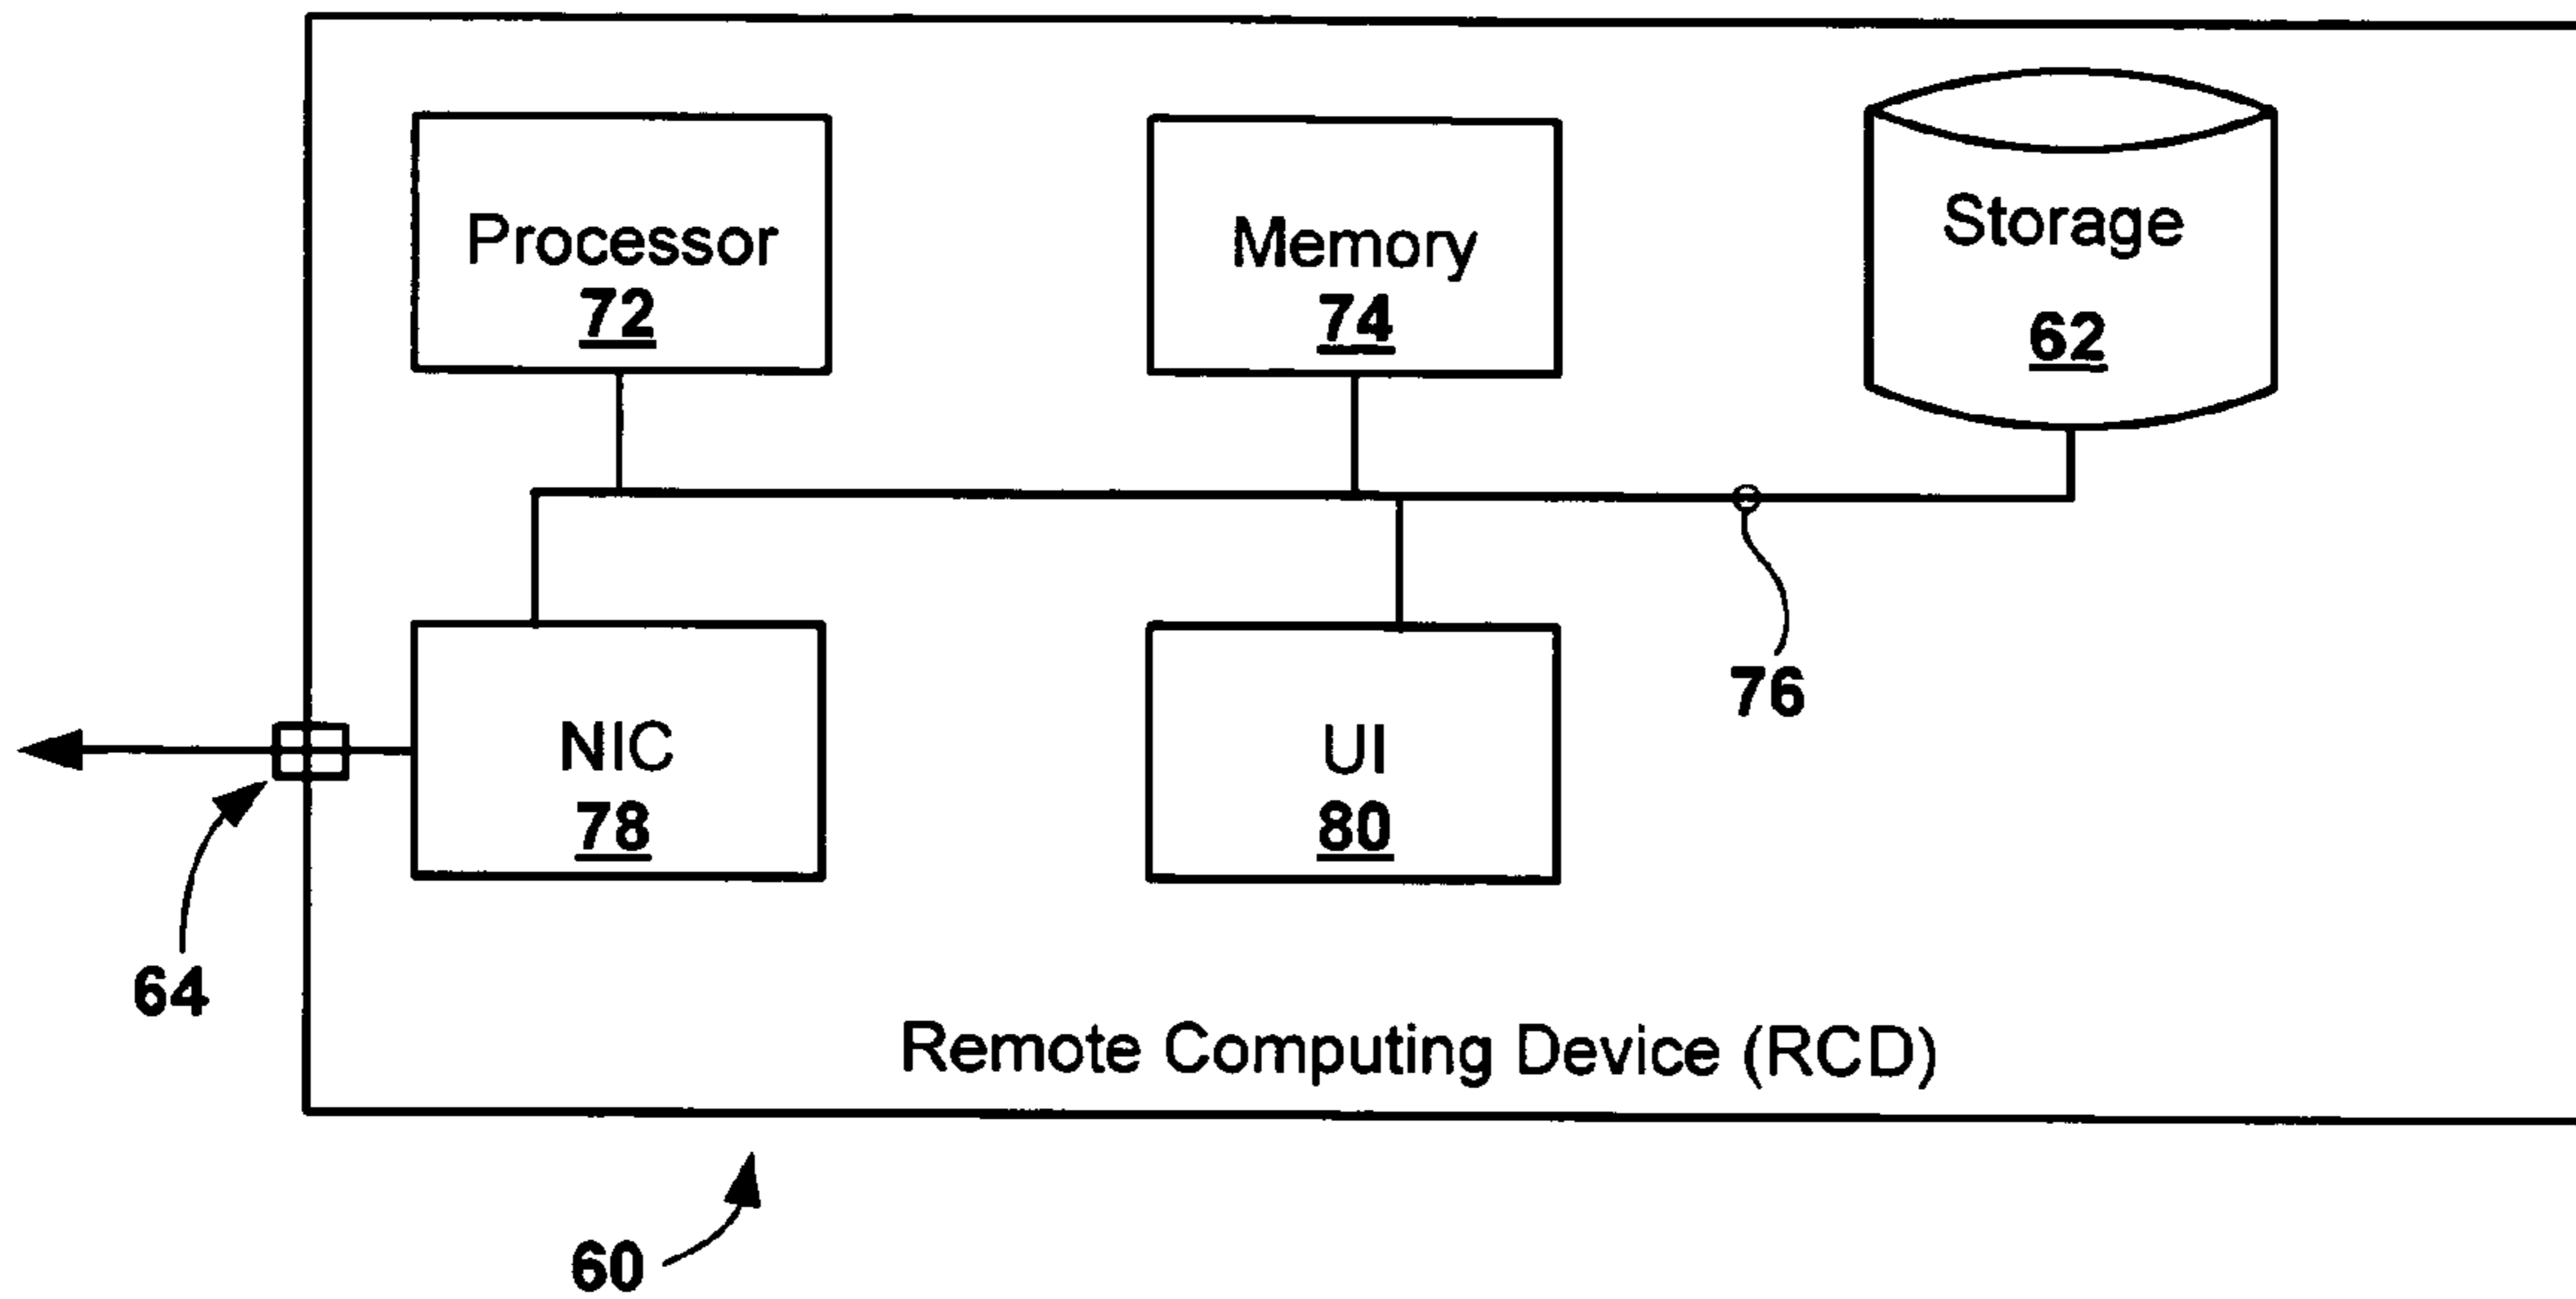 Processor
72
Memory
74
Storage
62
76
NIC
78
UI
80
64
Remote Computing Device (RCD)
60